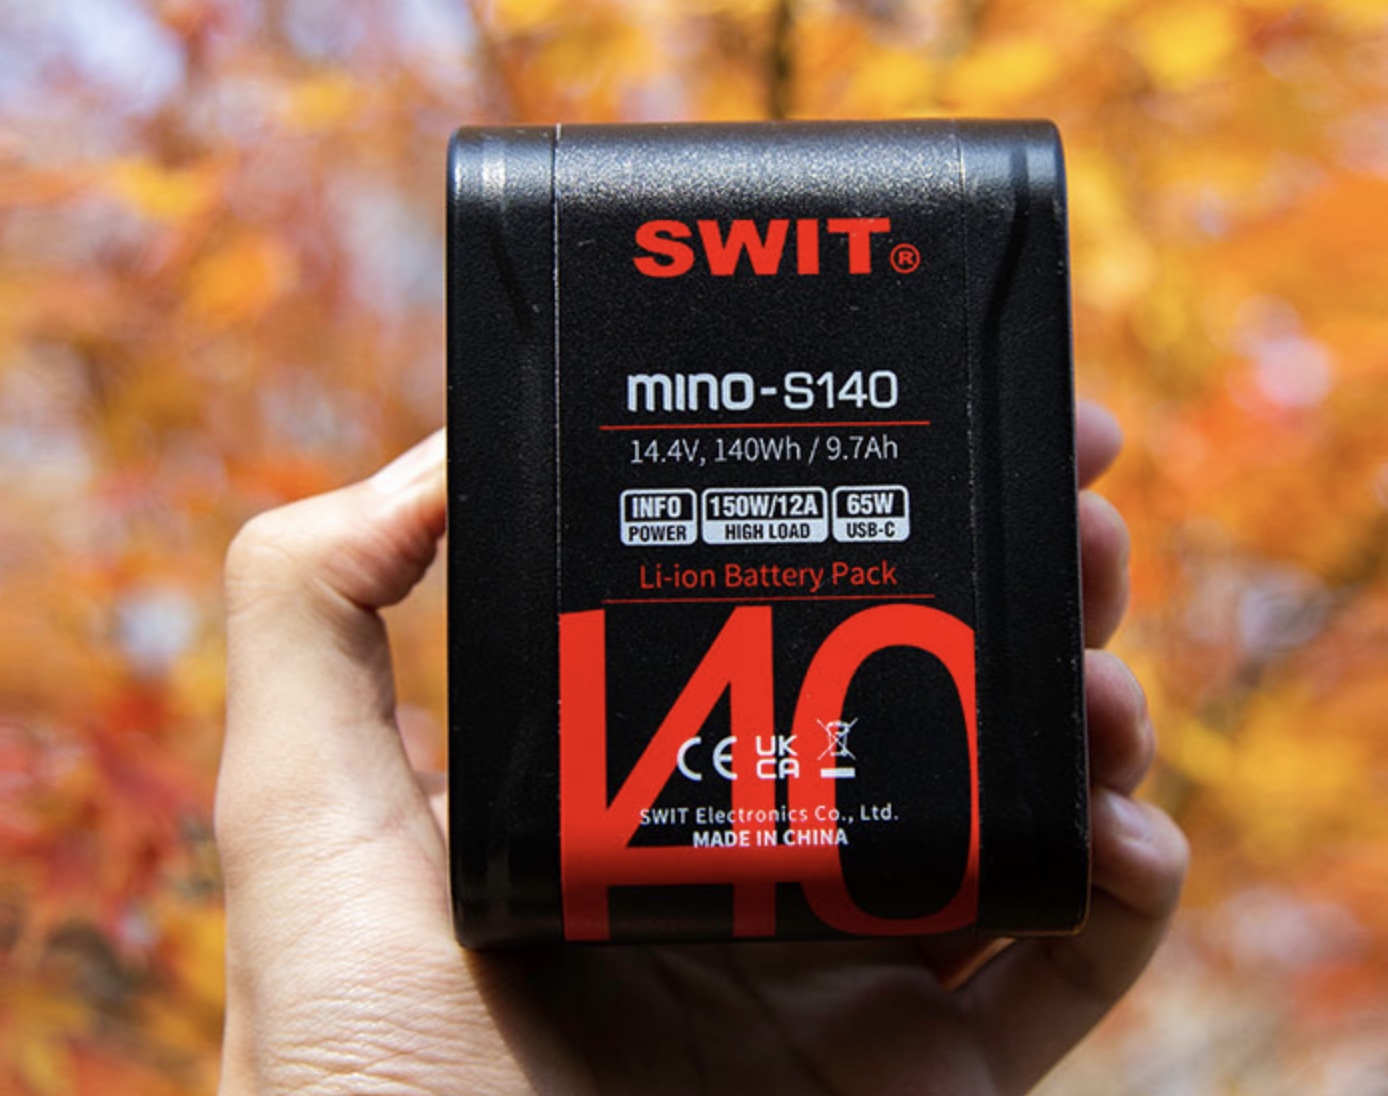 SWIT®
mino-S140
14.4V, 140Wh / 9.7Ah
INFO 150W/12A 65W
POWER HIGH LOAD USB-C
Li-ion Battery Pack
140
CE UK
CA
SWIT Electronics Co., Ltd.
MADE IN CHINA